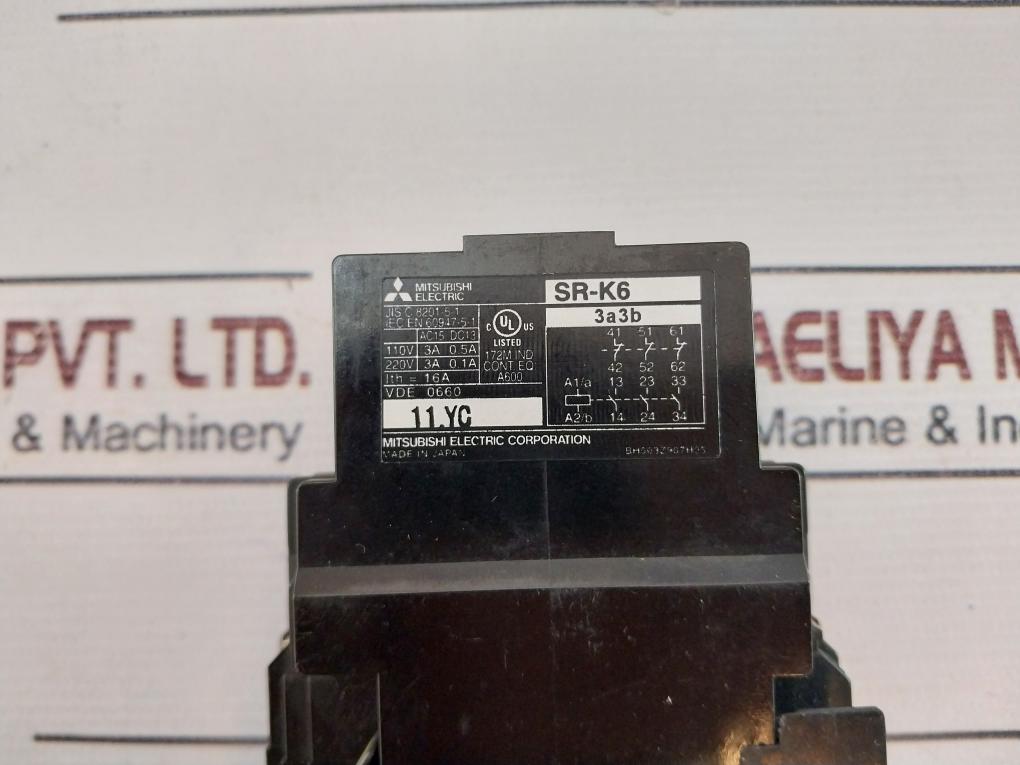 PVT. LTD.
& Machinery
AELIYA M
Marine & In
MITSUBISHI
ELECTRIC
SR-K6
3a3b
JIS C 8201-5-1
IEC EN 60947-5-1
AC15 DC13
110V 3A 0.5A
220V 3A 0.1A
Ith = 16A
VDE 0660
C UL US
LISTED
172M IND
CONT EQ
A600
11.YC
41 51 61
42 52 62
A1/a 13 23 33
A2/b 14 24 34
MITSUBISHI ELECTRIC CORPORATION
MADE IN JAPAN